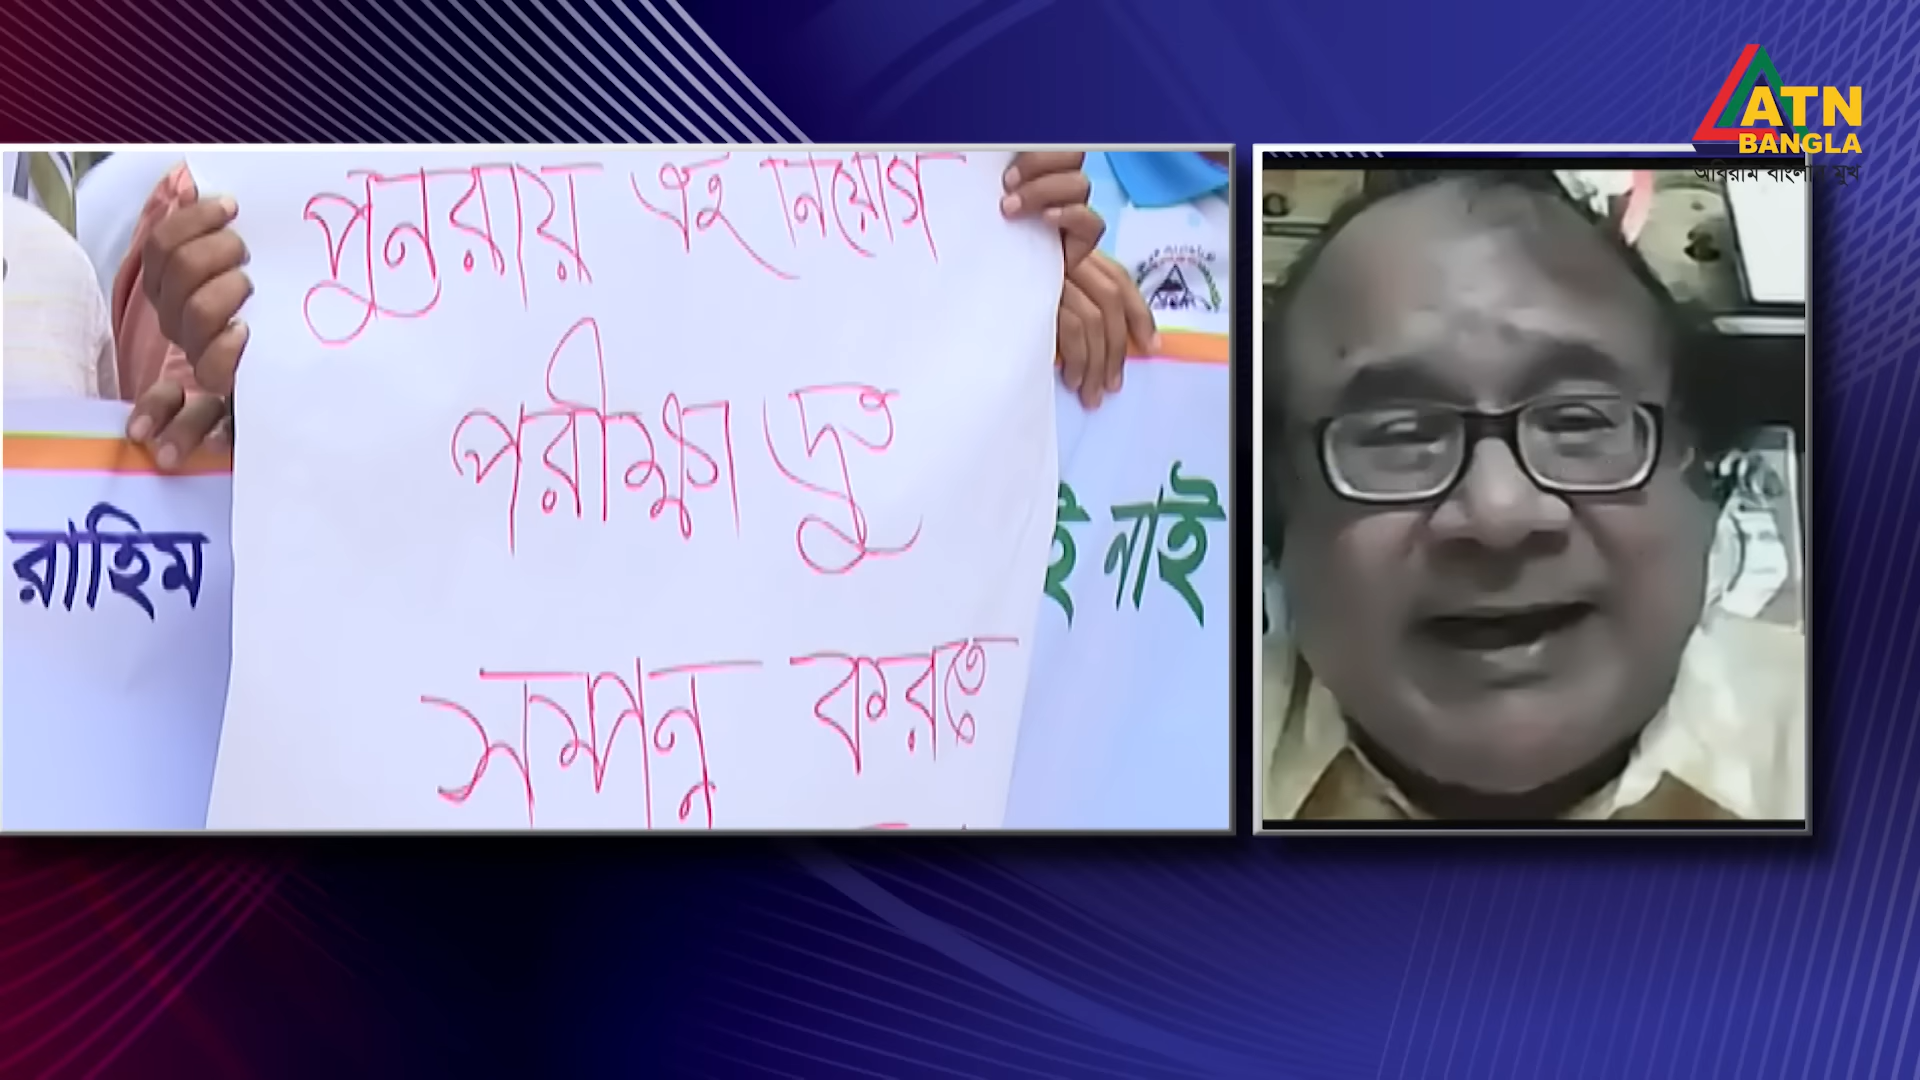 পুনরায় এই নিয়োগ
পরীক্ষা দ্রুত
সম্পন্ন করতে
রাহিম
ই নাই
ATN
BANGLA
অবিরাম বাংলার মুখ